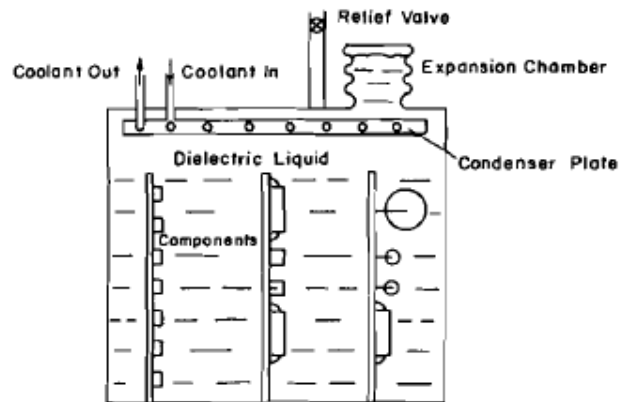 Relief Valve
Coolant Out
Coolant In
Expansion Chamber
Dielectric Liquid
Condenser Plate
Components